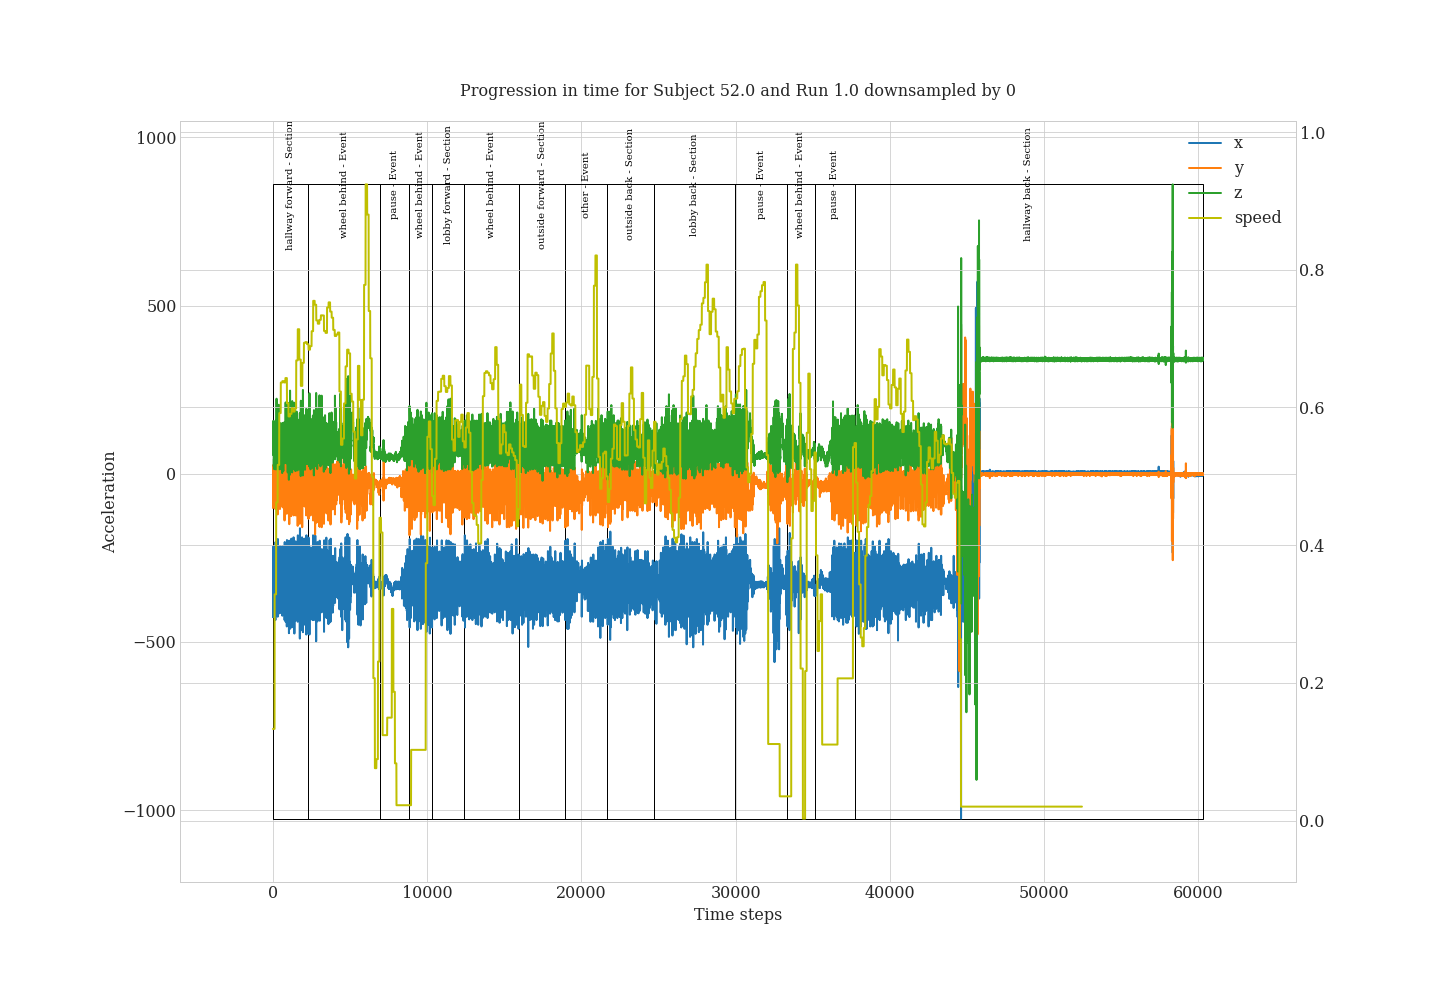 Progression in time for Subject 52.0 and Run 1.0 downsampled by 0
hallway forward - Section
wheel behind - Event
pause - Event
wheel behind - Event
lobby forward - Section
wheel behind - Event
outside forward - Section
other - Event
outside back - Section
lobby back - Section
pause - Event
wheel behind - Event
pause - Event
hallway back - Section
x
y
z
speed
1000
500
0
−500
−1000
Acceleration
1.0
0.8
0.6
0.4
0.2
0.0
0
10000
20000
30000
40000
50000
60000
Time steps